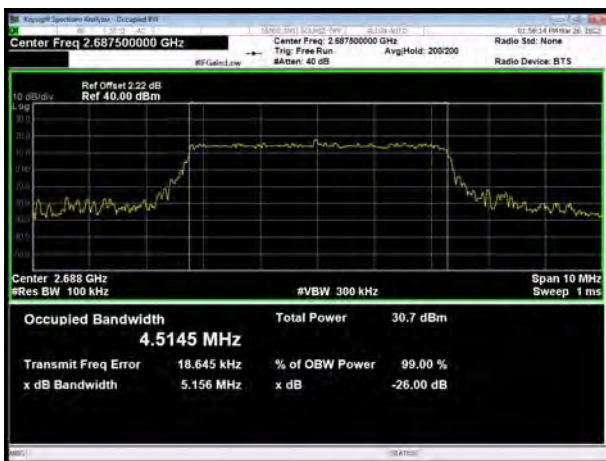 Keysight Spectrum Analyzer - Occupied BW
Center Freq 2.687500000 GHz
Center Freq: 2.687500000 GHz
Radio Std: None
Trig: Free Run
Avg|Hold: 200/200
#IFGain:Low
#Atten: 40 dB
Radio Device: BTS
Ref Offset 2.22 dB
10 dB/div
Ref 40.00 dBm
Log
Center 2.688 GHz
Span 10 MHz
#Res BW 100 kHz
#VBW 300 kHz
Sweep 1 ms
Occupied Bandwidth
Total Power
30.7 dBm
4.5145 MHz
Transmit Freq Error
18.645 kHz
% of OBW Power
99.00 %
x dB Bandwidth
5.156 MHz
x dB
-26.00 dB
MSG
STATUS